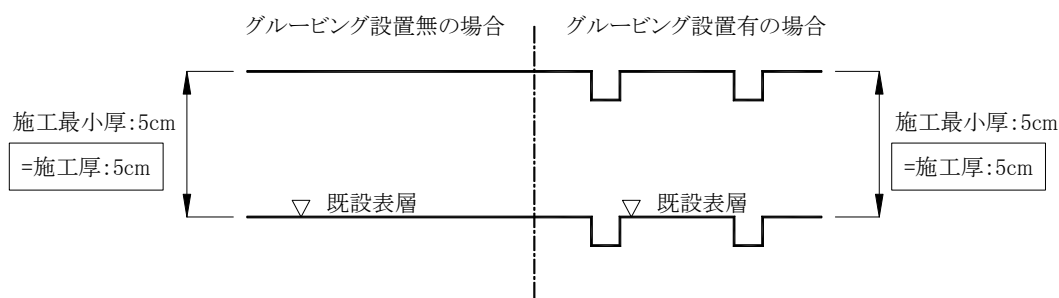 グルービング設置無の場合
グルービング設置有の場合
施工最小厚:5cm
=施工厚:5cm
施工最小厚:5cm
=施工厚:5cm
既設表層
既設表層